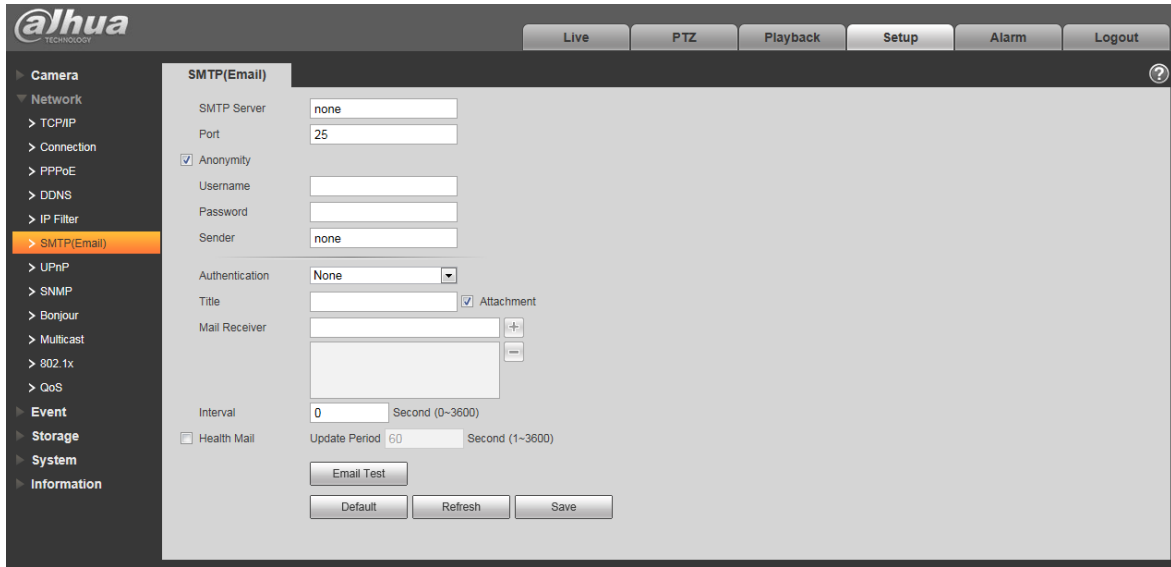 alhua
TECHNOLOGY
Live PTZ Playback Setup Alarm Logout
Camera
Network
> TCP/IP
> Connection
> PPPoE
> DDNS
> IP Filter
> SMTP(Email)
> UPnP
> SNMP
> Bonjour
> Multicast
> 802.1x
> QoS
Event
Storage
System
Information
SMTP(Email)
?
SMTP Server none
Port 25
Anonymity
Username
Password
Sender none
Authentication None
Title Attachment
Mail Receiver +
−
Interval 0 Second (0~3600)
Health Mail Update Period 60 Second (1~3600)
Email Test
Default Refresh Save